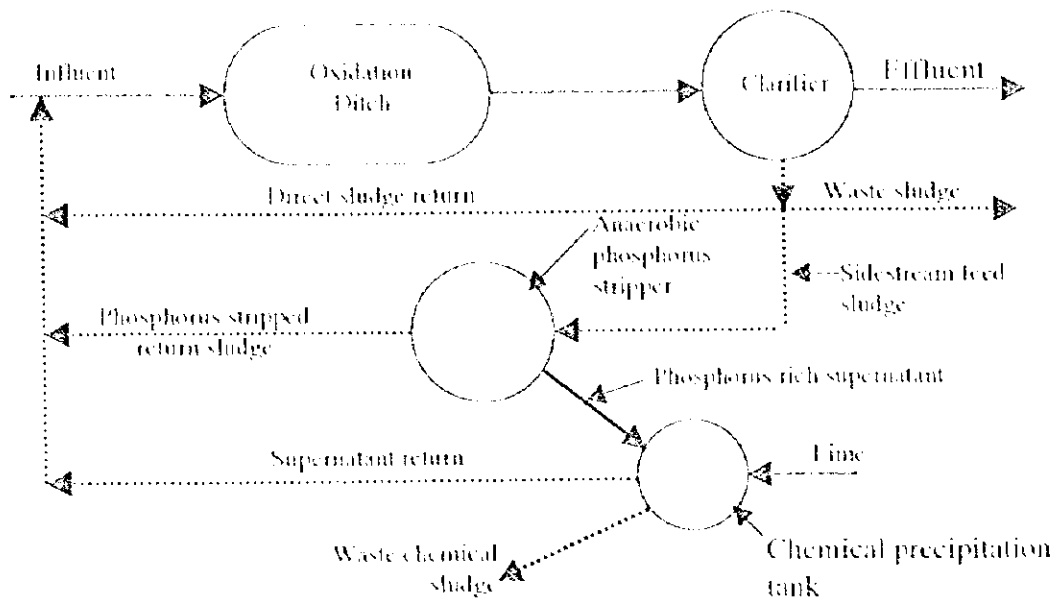 Influent
Oxidation
Ditch
Clarifier
Effluent
Direct sludge return
Waste sludge
Anaerobic
phosphorus
stripper
Sidestream feed
sludge
Phosphorus stripped
return sludge
Phosphorus rich supernatant
Supernatant return
Lime
Waste chemical
sludge
Chemical precipitation
tank